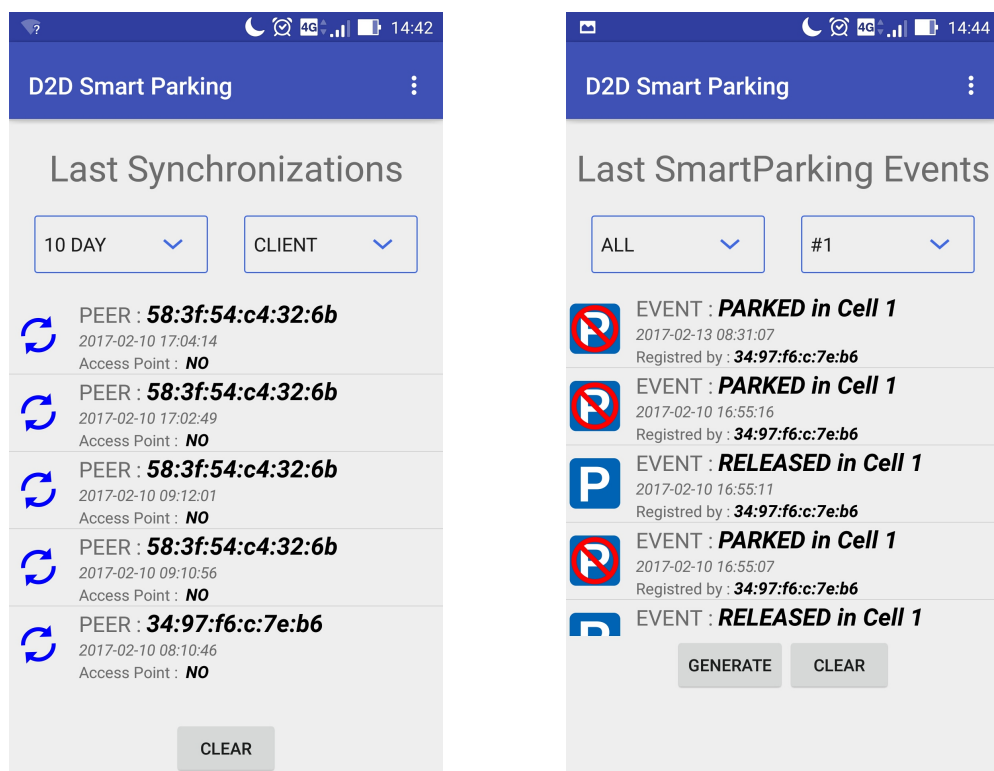 ? 4G 14:42
D2D Smart Parking
Last Synchronizations
10 DAY CLIENT
PEER : 58:3f:54:c4:32:6b
2017-02-10 17:04:14
Access Point : NO
PEER : 58:3f:54:c4:32:6b
2017-02-10 17:02:49
Access Point : NO
PEER : 58:3f:54:c4:32:6b
2017-02-10 09:12:01
Access Point : NO
PEER : 58:3f:54:c4:32:6b
2017-02-10 09:10:56
Access Point : NO
PEER : 34:97:f6:c:7e:b6
2017-02-10 08:10:46
Access Point : NO
CLEAR
4G 14:44
D2D Smart Parking
Last SmartParking Events
ALL #1
P EVENT : PARKED in Cell 1
2017-02-13 08:31:07
Registred by : 34:97:f6:c:7e:b6
P EVENT : PARKED in Cell 1
2017-02-10 16:55:16
Registred by : 34:97:f6:c:7e:b6
P EVENT : RELEASED in Cell 1
2017-02-10 16:55:11
Registred by : 34:97:f6:c:7e:b6
P EVENT : PARKED in Cell 1
2017-02-10 16:55:07
Registred by : 34:97:f6:c:7e:b6
P EVENT : RELEASED in Cell 1
GENERATE CLEAR